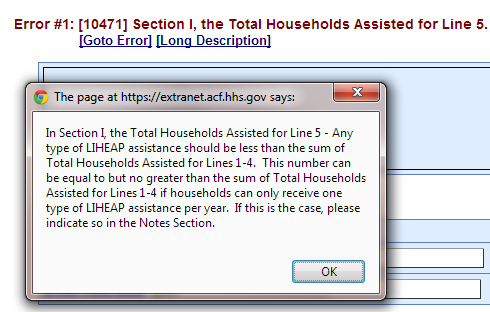 Error #1: [10471] Section I, the Total Households Assisted for Line 5.
[Goto Error] [Long Description]
The page at https://extranet.acf.hhs.gov says:
In Section I, the Total Households Assisted for Line 5 - Any
type of LIHEAP assistance should be less than the sum of
Total Households Assisted for Lines 1-4.  This number can
be equal to but no greater than the sum of Total Households
Assisted for Lines 1-4 if households can only receive one
type of LIHEAP assistance per year.  If this is the case, please
indicate so in the Notes Section.
OK